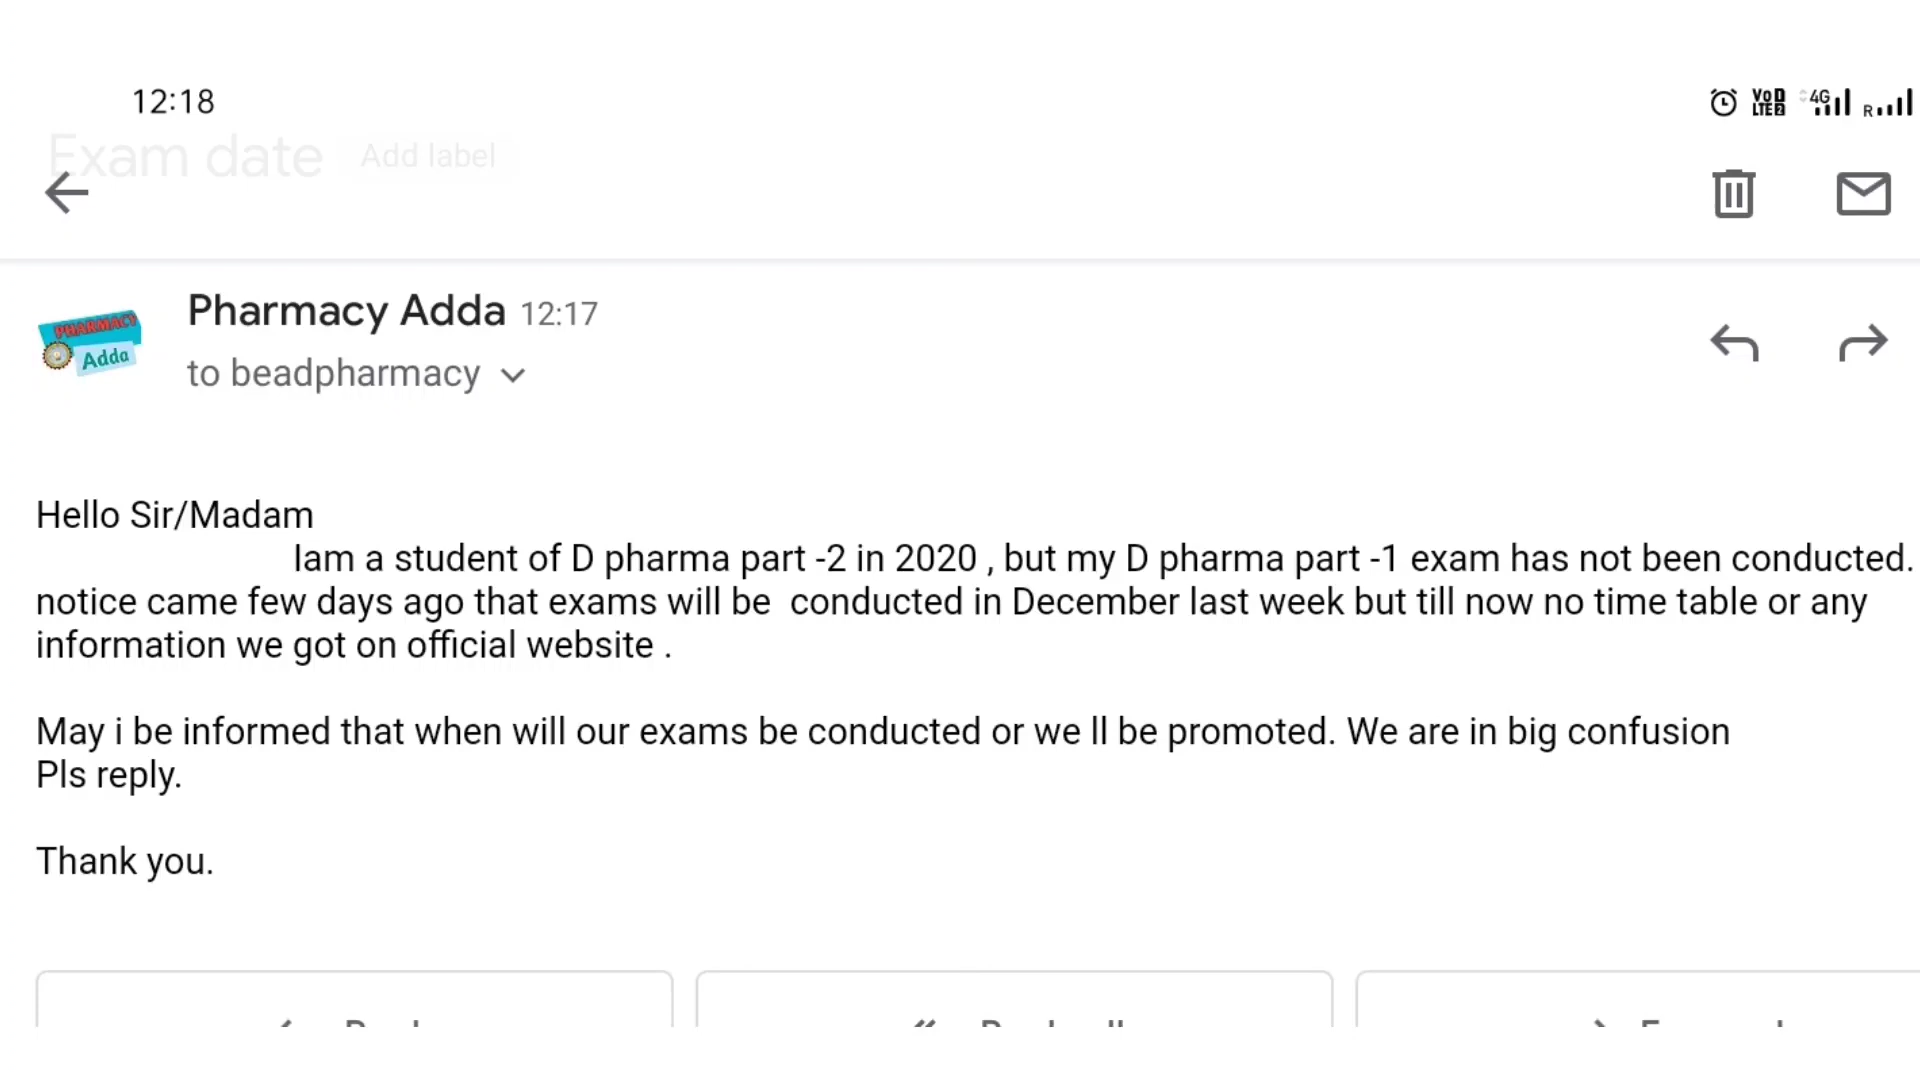 12:18
VoD LTE2 4G R
Exam date Add label
Pharmacy Adda 12:17
PHARMACY
Adda
to beadpharmacy
Hello Sir/Madam
Iam a student of D pharma part -2 in 2020 , but my D pharma part -1 exam has not been conducted.
notice came few days ago that exams will be  conducted in December last week but till now no time table or any
information we got on official website .
May i be informed that when will our exams be conducted or we ll be promoted. We are in big confusion
Pls reply.
Thank you.